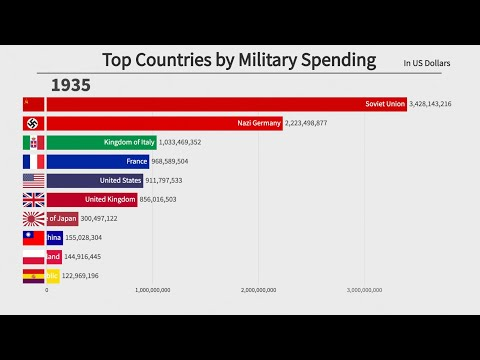 Top Countries by Military Spending
In US Dollars
1935
Soviet Union 3,428,143,216
Nazi Germany 2,223,498,877
Kingdom of Italy 1,033,469,352
France 968,589,504
United States 911,797,533
United Kingdom 856,016,503
of Japan 300,497,122
hina 155,028,304
land 144,916,445
blic 122,969,196
0 1,000,000,000 2,000,000,000 3,000,000,000